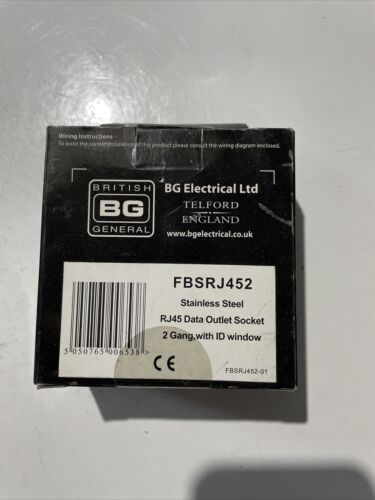 Wiring Instructions -
To assist the correct installation of this product please consult the wiring diagram enclosed.
BRITISH
BG
GENERAL
BG Electrical Ltd
TELFORD
IN
ENGLAND
www.bgelectrical.co.uk
FBSRJ452
Stainless Steel
RJ45 Data Outlet Socket
2 Gang,with ID window
5 050765 006538 >
CE
FBSRJ452-01